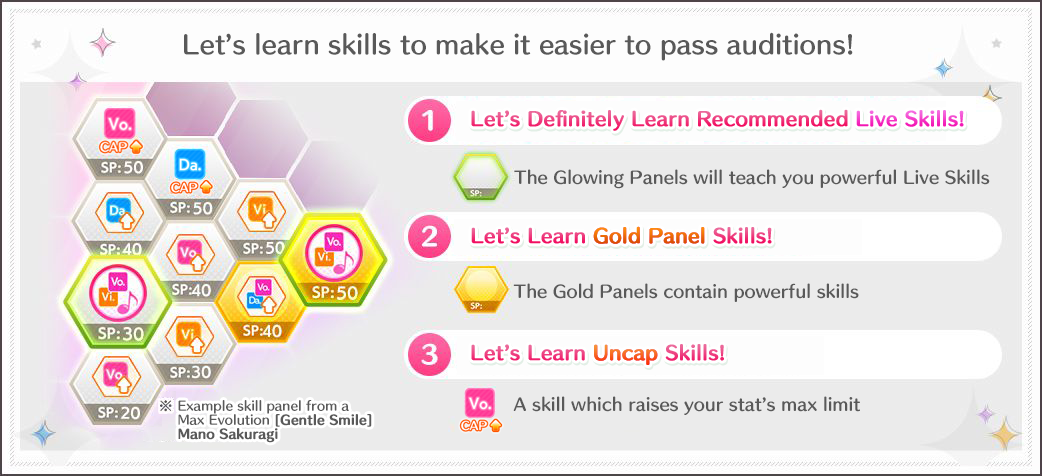 Let's learn skills to make it easier to pass auditions!
Vo.
CAP
SP:50
Da.
CAP
SP:50
Da
SP:40
Vi
SP:50
Vo
SP:40
Vo.
Vi.
SP:50
Vo.
Vi.
SP:30
Vo.
Da.
SP:40
Vi
SP:30
Vo
SP:20
※ Example skill panel from a
Max Evolution [Gentle Smile]
Mano Sakuragi
1 Let's Definitely Learn Recommended Live Skills!
SP:
The Glowing Panels will teach you powerful Live Skills
2 Let's Learn Gold Panel Skills!
SP:
The Gold Panels contain powerful skills
3 Let's Learn Uncap Skills!
Vo.
CAP
A skill which raises your stat's max limit